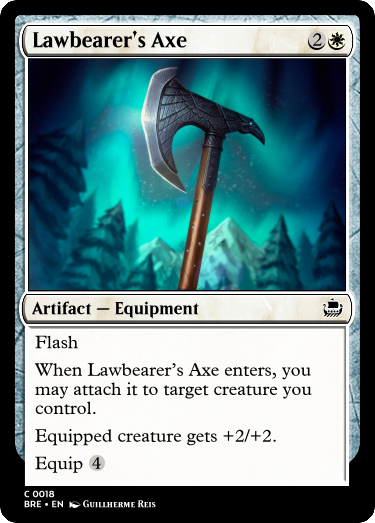 Lawbearer's Axe 2
Artifact — Equipment
Flash
When Lawbearer's Axe enters, you
may attach it to target creature you
control.
Equipped creature gets +2/+2.
Equip 4
C 0018
BRE • EN Guillherme Reis